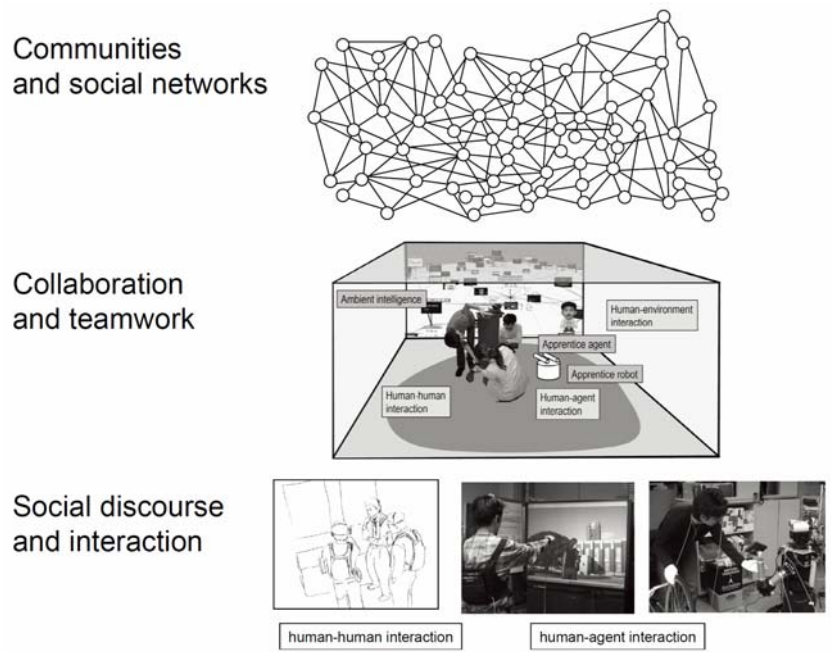 Communities
and social networks
Collaboration
and teamwork
Ambient intelligence
Human-environment
interaction
Apprentice agent
Apprentice robot
Human-human
interaction
Human-agent
interaction
Social discourse
and interaction
human-human interaction
human-agent interaction